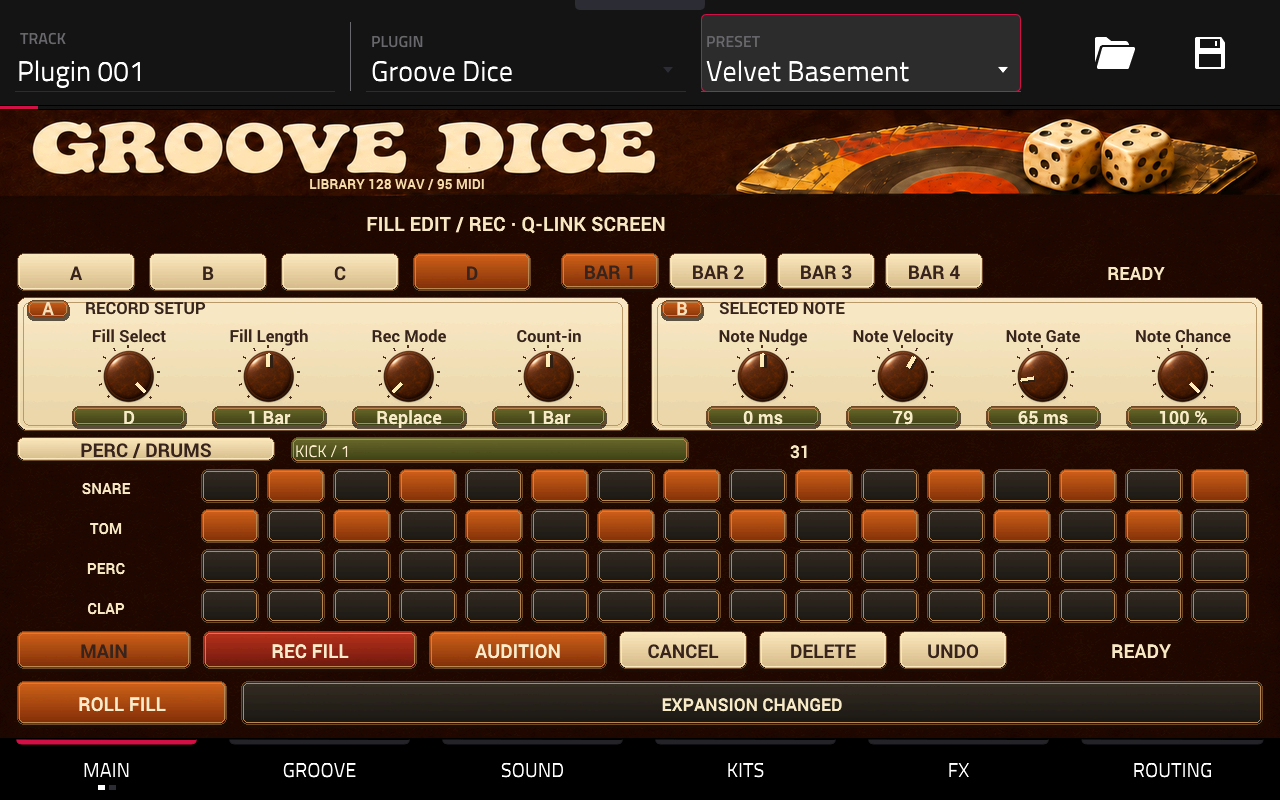 TRACK
Plugin 001
PLUGIN
Groove Dice
PRESET
Velvet Basement
GROOVE DICE
LIBRARY 128 WAV / 95 MIDI
FILL EDIT / REC · Q-LINK SCREEN
A B C D BAR 1 BAR 2 BAR 3 BAR 4 READY
A RECORD SETUP
Fill Select Fill Length Rec Mode Count-in
D 1 Bar Replace 1 Bar
B SELECTED NOTE
Note Nudge Note Velocity Note Gate Note Chance
0 ms 79 65 ms 100 %
PERC / DRUMS KICK / 1 31
SNARE
TOM
PERC
CLAP
MAIN REC FILL AUDITION CANCEL DELETE UNDO READY
ROLL FILL EXPANSION CHANGED
MAIN GROOVE SOUND KITS FX ROUTING